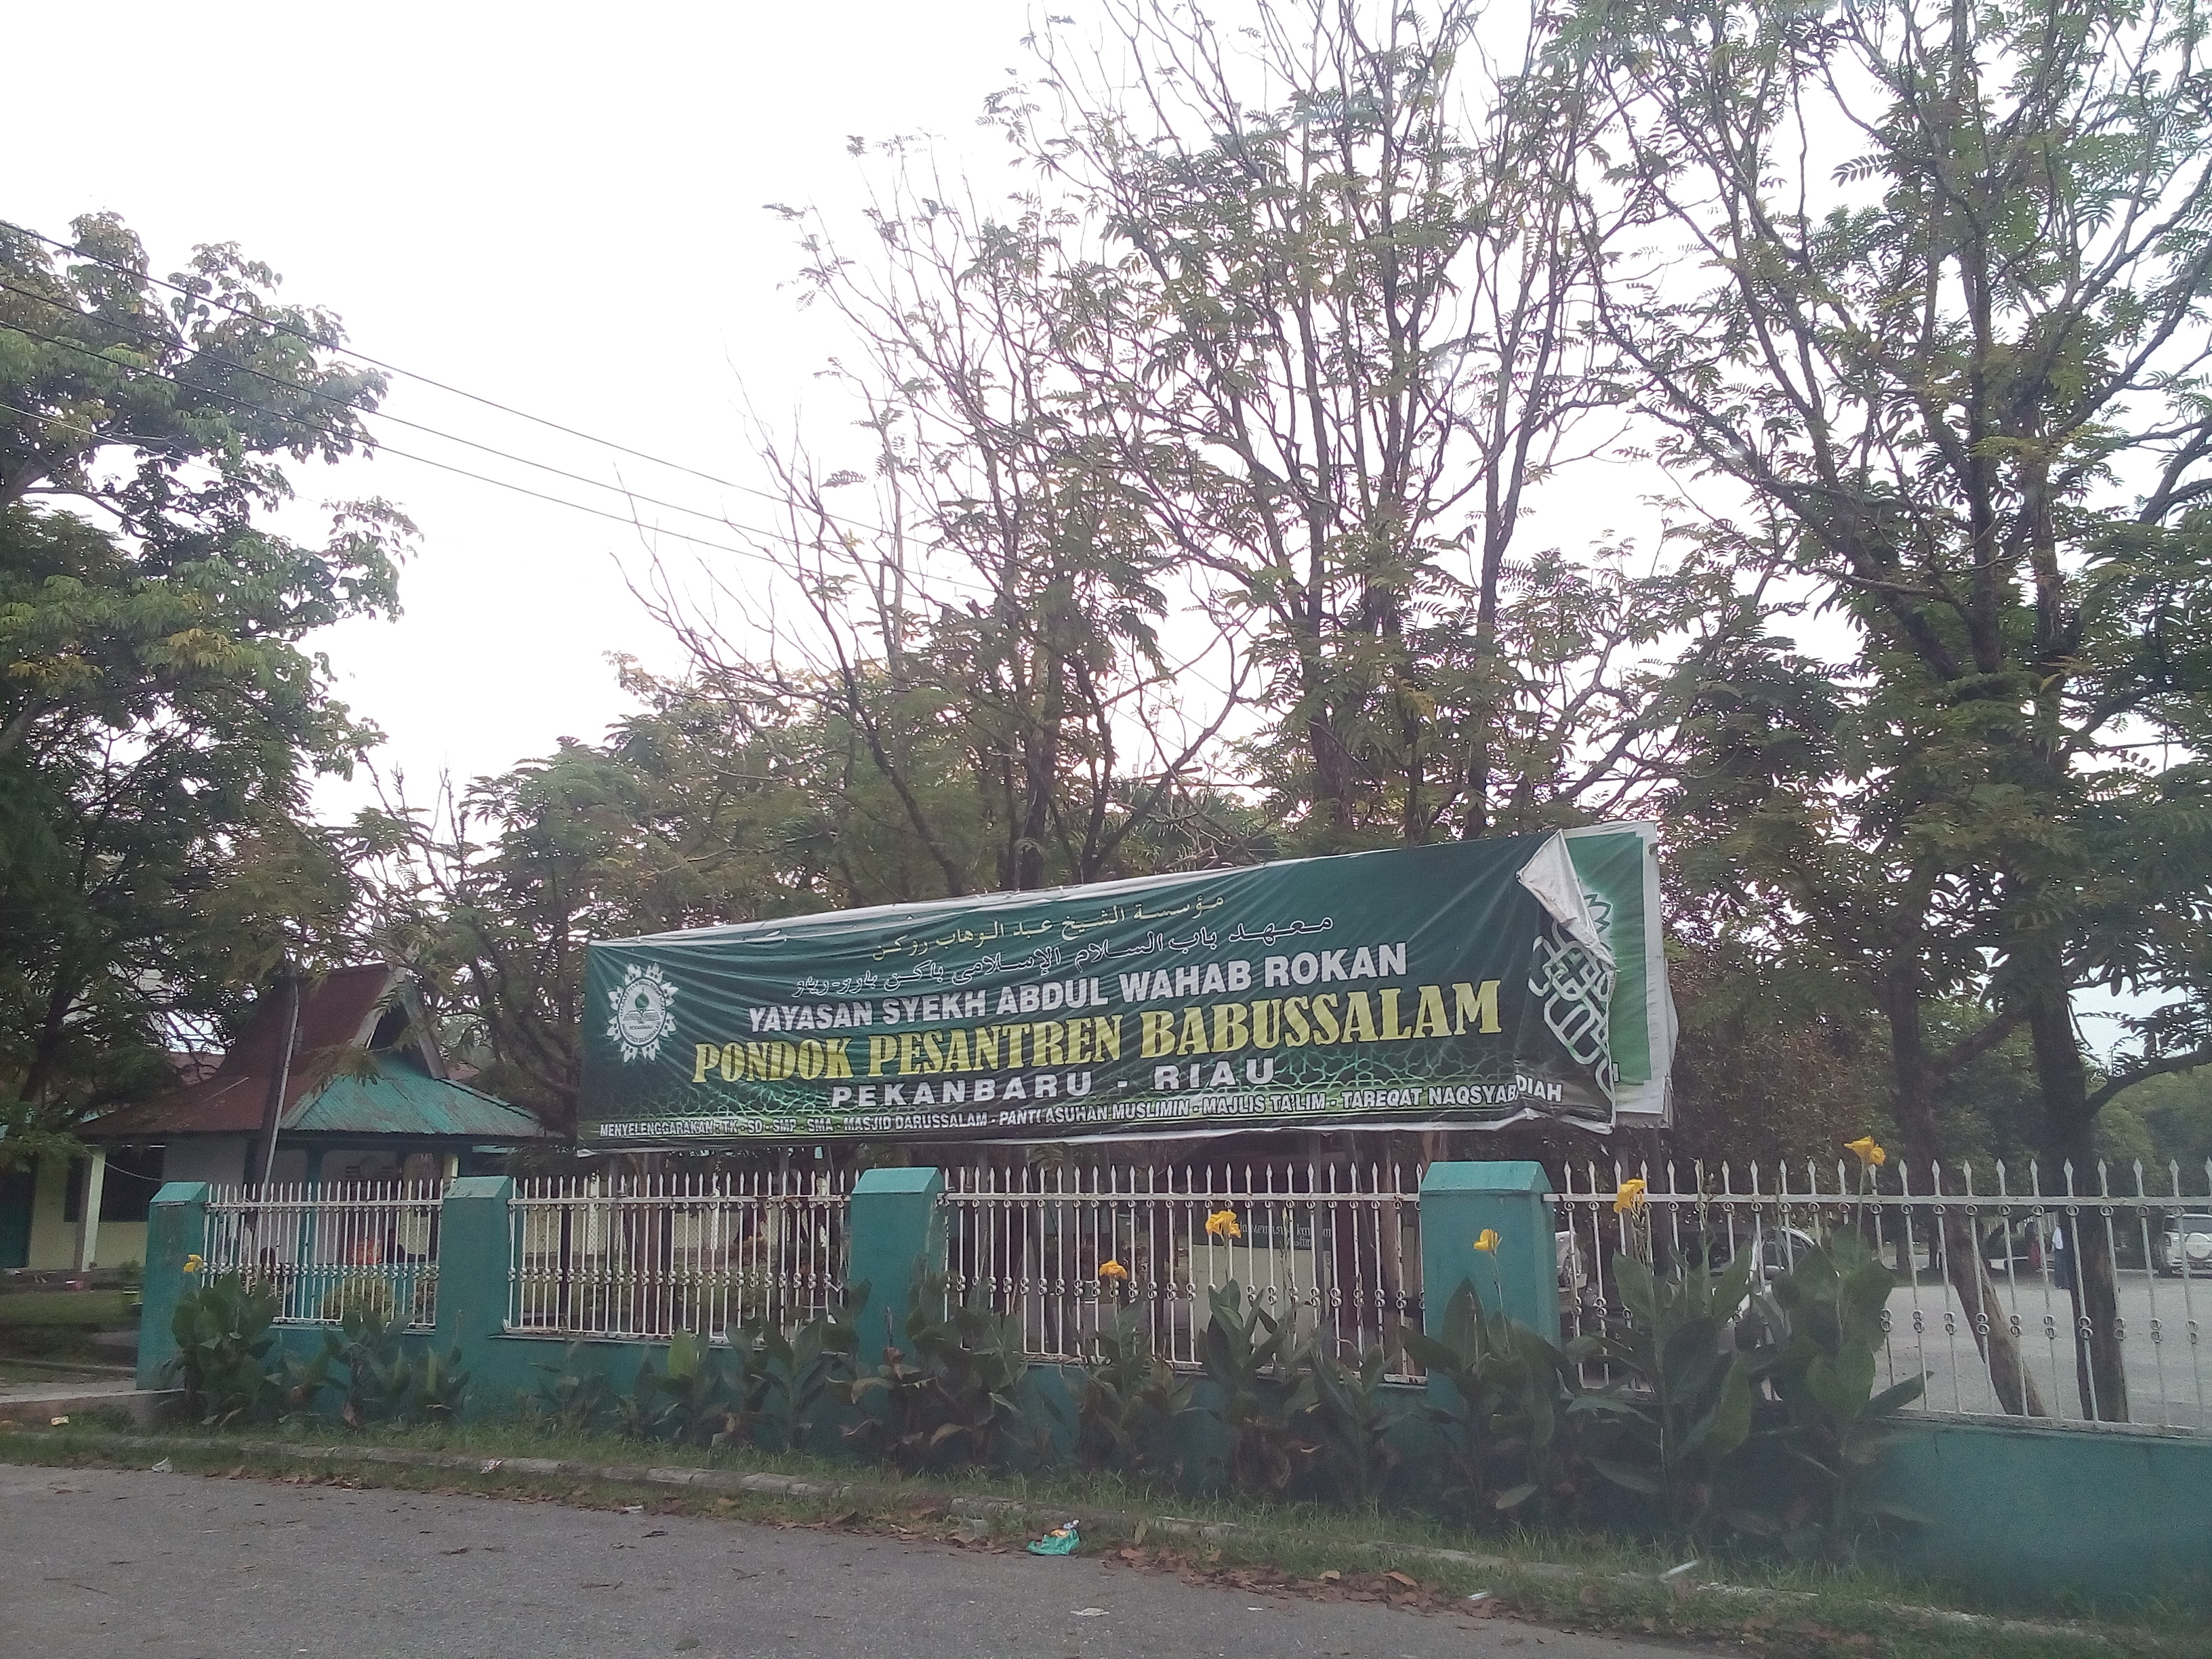 مؤسسة الشيخ عبد الوهاب روكن
معهد باب السلام الإسلامي باكن بارو-رياو
YAYASAN SYEKH ABDUL WAHAB ROKAN
PONDOK PESANTREN BABUSSALAM
PEKANBARU - RIAU
MENYELENGGARAKAN : TK - SD - SMP - SMA - MASJID DARUSSALAM - PANTI ASUHAN MUSLIMIN - MAJLIS TA'LIM - TAREQAT NAQSYABDIAH